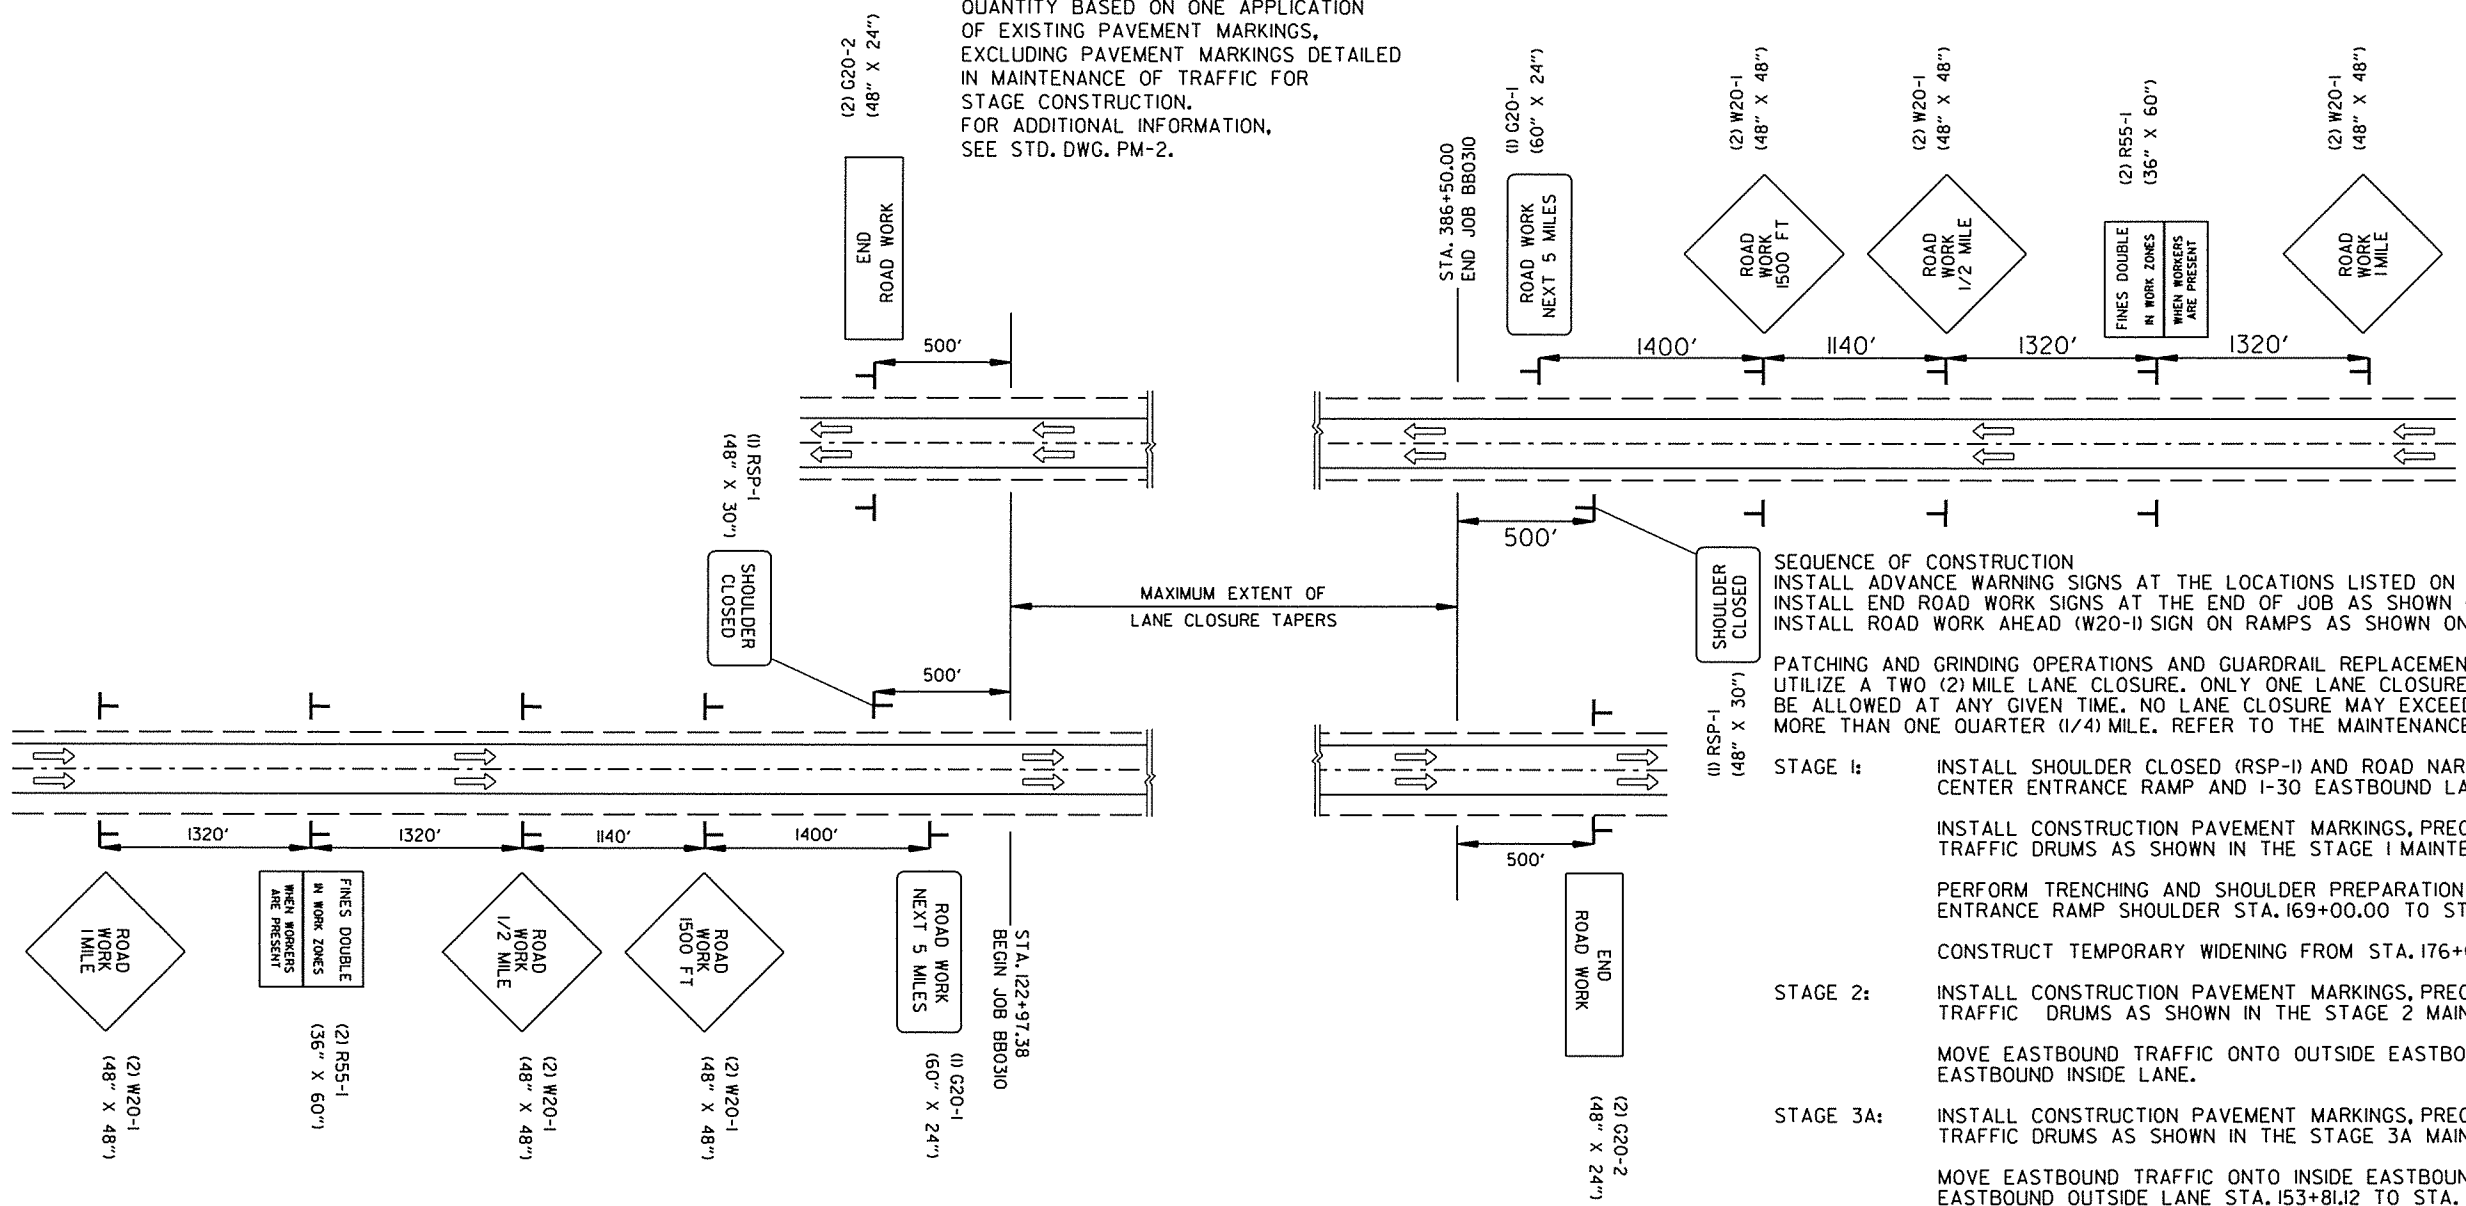 QUANTITY BASED ON ONE APPLICATION
OF EXISTING PAVEMENT MARKINGS,
EXCLUDING PAVEMENT MARKINGS DETAILED
IN MAINTENANCE OF TRAFFIC FOR
STAGE CONSTRUCTION.
FOR ADDITIONAL INFORMATION,
SEE STD. DWG. PM-2.
(2) G20-2
(48" X 24")
END
ROAD WORK
500'
STA. 386+50.00
END JOB BB0310
(1) G20-1
(60" X 24")
ROAD WORK
NEXT 5 MILES
(2) W20-1
(48" X 48")
ROAD
WORK
1500 FT
(2) W20-1
(48" X 48")
ROAD
WORK
1/2 MILE
(2) R55-1
(36" X 60")
FINES DOUBLE
IN WORK ZONES
WHEN WORKERS
ARE PRESENT
(2) W20-1
(48" X 48")
ROAD
WORK
1 MILE
1400'
1140'
1320'
1320'
500'
(1) RSP-1
(48" X 30")
SHOULDER
CLOSED
500'
MAXIMUM EXTENT OF
LANE CLOSURE TAPERS
SHOULDER
CLOSED
(1) RSP-1
(48" X 30")
1320'
1320'
1140'
1400'
500'
ROAD
WORK
1 MILE
(2) W20-1
(48" X 48")
FINES DOUBLE
IN WORK ZONES
WHEN WORKERS
ARE PRESENT
(2) R55-1
(36" X 60")
ROAD
WORK
1/2 MILE
(2) W20-1
(48" X 48")
ROAD
WORK
1500 FT
(2) W20-1
(48" X 48")
ROAD WORK
NEXT 5 MILES
(1) G20-1
(60" X 24")
STA. 122+97.38
BEGIN JOB BB0310
END
ROAD WORK
(2) G20-2
(48" X 24")
SEQUENCE OF CONSTRUCTION
INSTALL ADVANCE WARNING SIGNS AT THE LOCATIONS LISTED ON
INSTALL END ROAD WORK SIGNS AT THE END OF JOB AS SHOWN
INSTALL ROAD WORK AHEAD (W20-1) SIGN ON RAMPS AS SHOWN ON
PATCHING AND GRINDING OPERATIONS AND GUARDRAIL REPLACEMEN
UTILIZE A TWO (2) MILE LANE CLOSURE. ONLY ONE LANE CLOSURE
BE ALLOWED AT ANY GIVEN TIME. NO LANE CLOSURE MAY EXCEED
MORE THAN ONE QUARTER (1/4) MILE. REFER TO THE MAINTENANCE
STAGE 1: INSTALL SHOULDER CLOSED (RSP-1) AND ROAD NAR
CENTER ENTRANCE RAMP AND I-30 EASTBOUND LA
INSTALL CONSTRUCTION PAVEMENT MARKINGS, PREC
TRAFFIC DRUMS AS SHOWN IN THE STAGE 1 MAINTE
PERFORM TRENCHING AND SHOULDER PREPARATION
ENTRANCE RAMP SHOULDER STA. 169+00.00 TO ST
CONSTRUCT TEMPORARY WIDENING FROM STA. 176+
STAGE 2: INSTALL CONSTRUCTION PAVEMENT MARKINGS, PREC
TRAFFIC DRUMS AS SHOWN IN THE STAGE 2 MAIN
MOVE EASTBOUND TRAFFIC ONTO OUTSIDE EASTBO
EASTBOUND INSIDE LANE.
STAGE 3A: INSTALL CONSTRUCTION PAVEMENT MARKINGS, PREC
TRAFFIC DRUMS AS SHOWN IN THE STAGE 3A MAIN
MOVE EASTBOUND TRAFFIC ONTO INSIDE EASTBOUN
EASTBOUND OUTSIDE LANE STA. 153+81.12 TO STA.